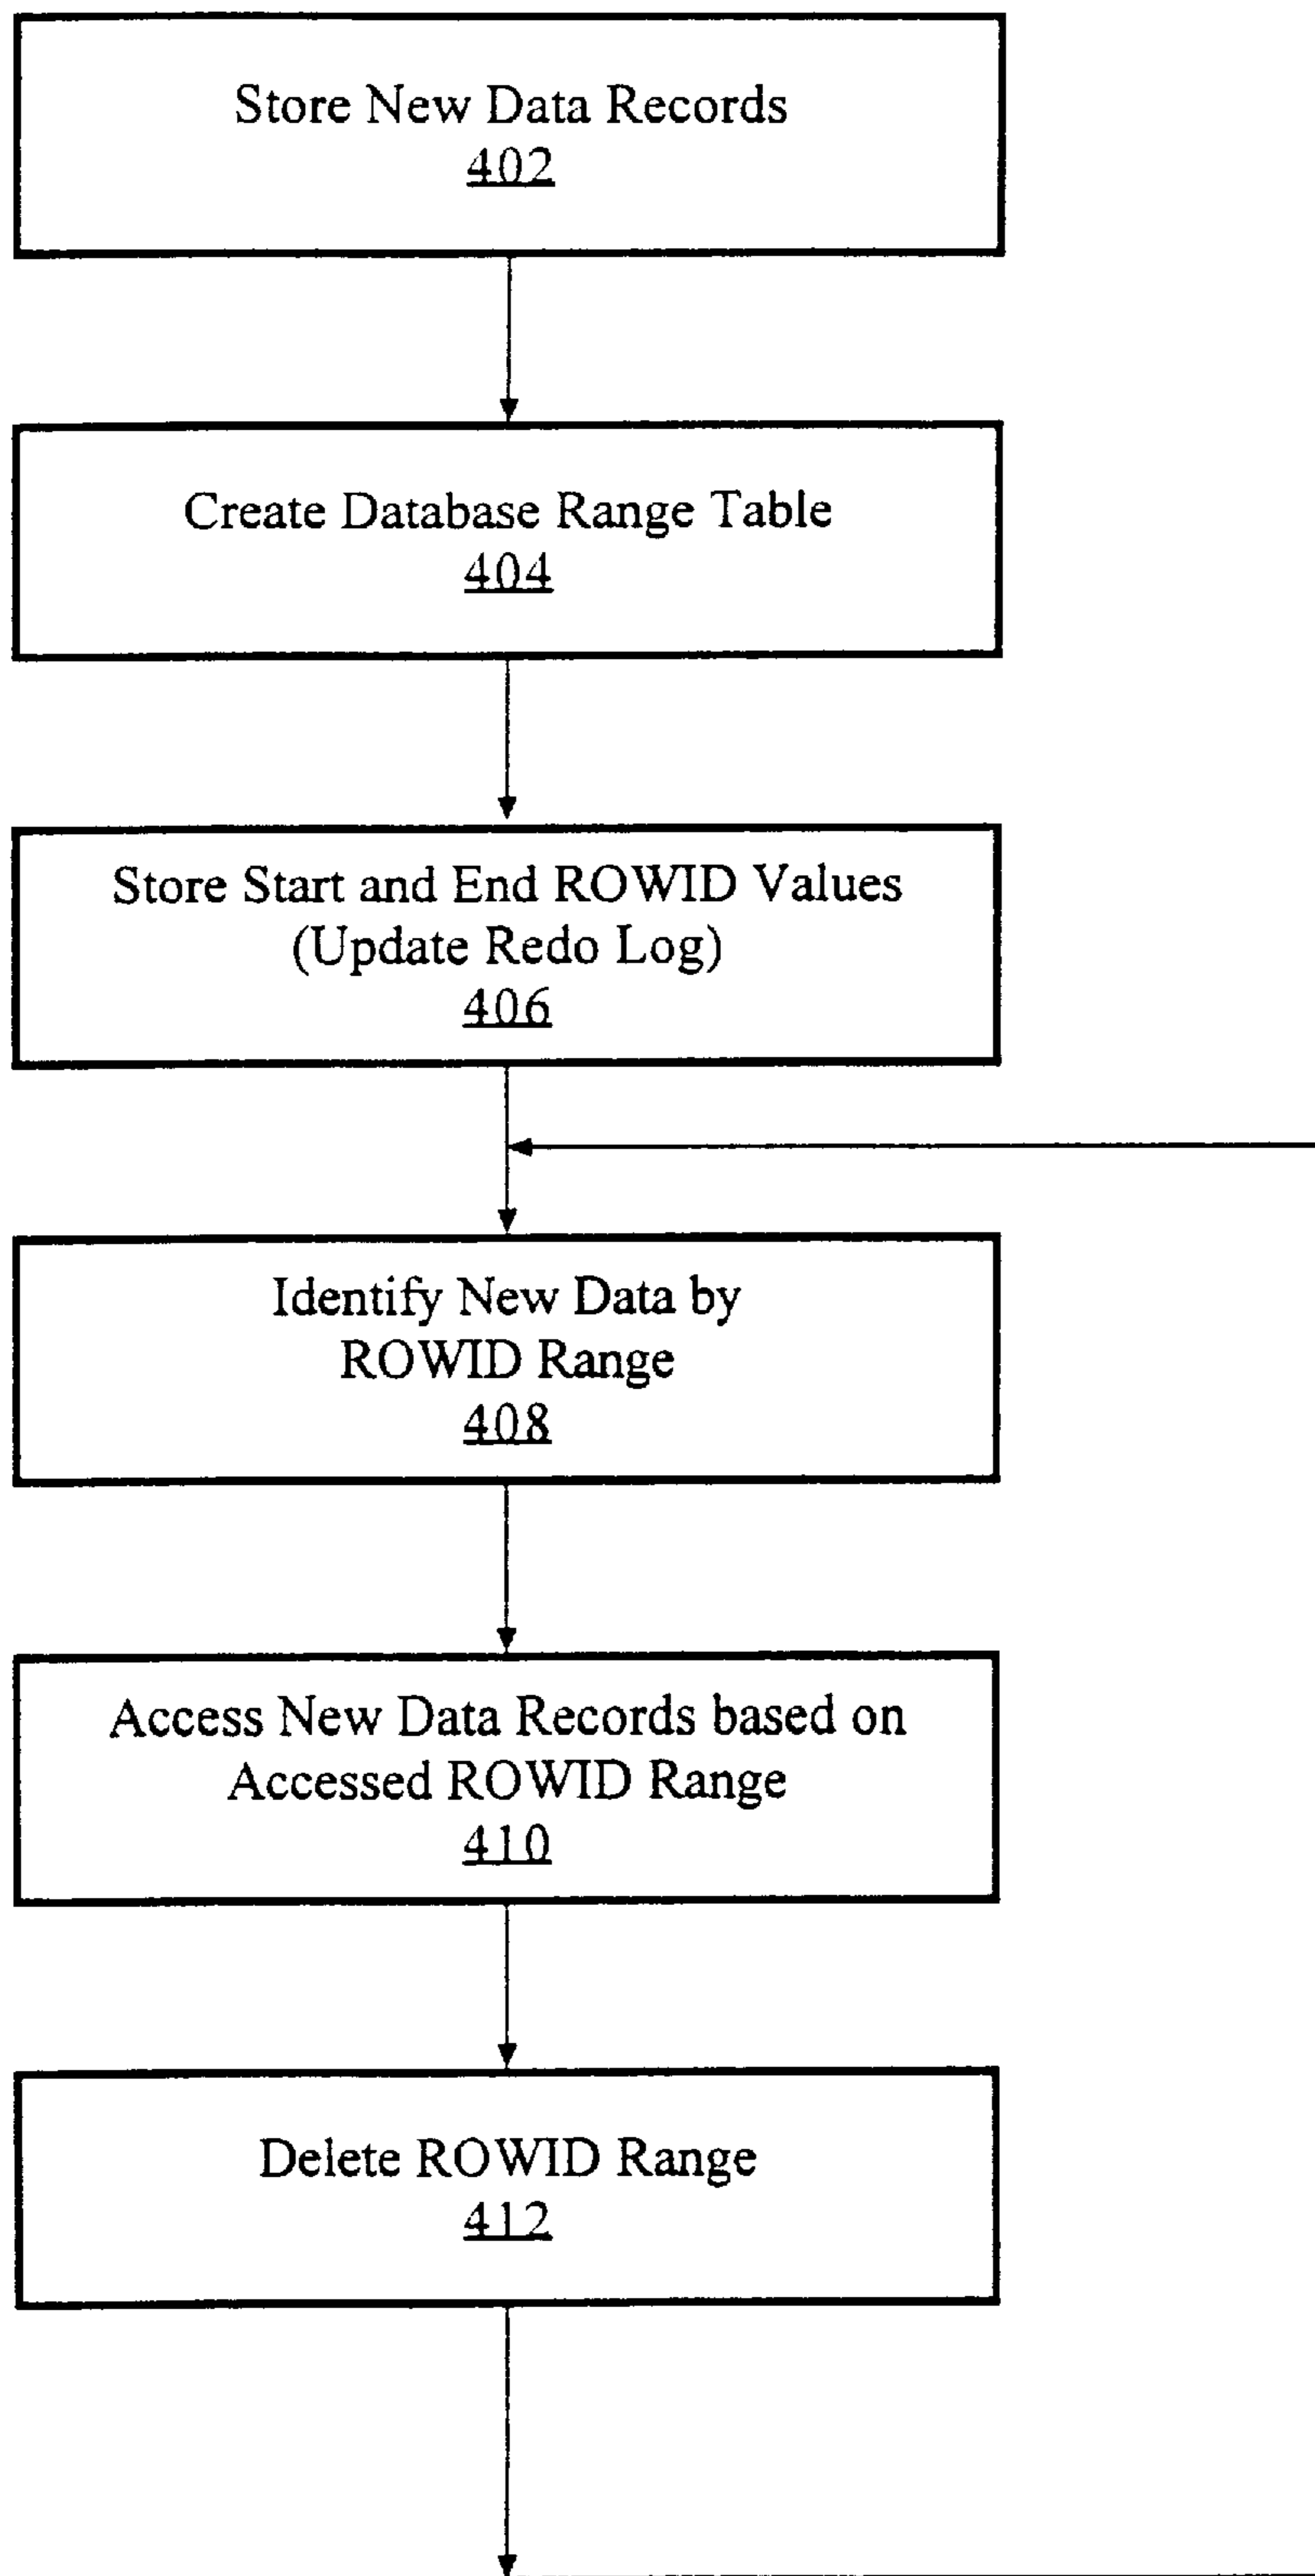 Store New Data Records
402
Create Database Range Table
404
Store Start and End ROWID Values
(Update Redo Log)
406
Identify New Data by
ROWID Range
408
Access New Data Records based on
Accessed ROWID Range
410
Delete ROWID Range
412